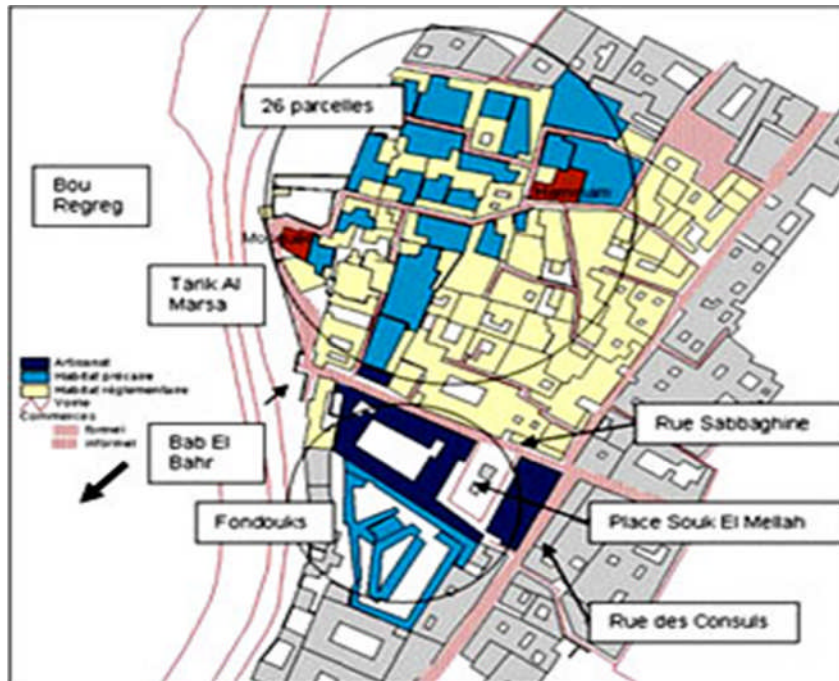 26 parcelles
Hammam
Bou
Regreg
Mosquée
Tarik Al
Marsa
Artisanat
Habitat précaire
Habitat réglementaire
Voirie
Commerces
formel
informel
Rue Sabbaghine
Bab El
Bahr
Fondouks
Place Souk El Mellah
Rue des Consuls